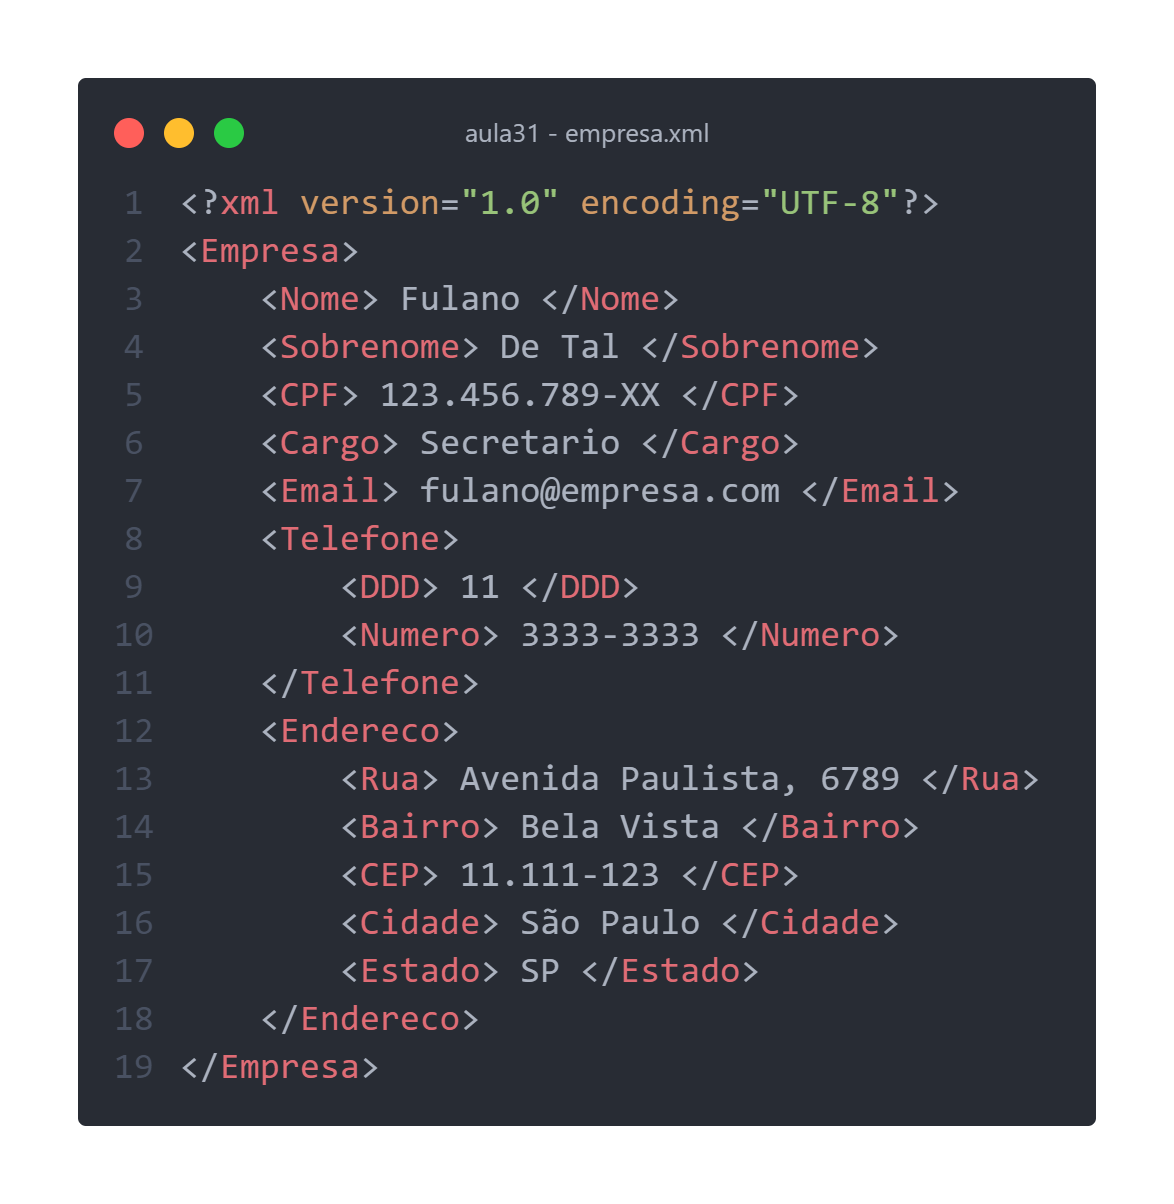 aula31 - empresa.xml
1 <?xml version="1.0" encoding="UTF-8"?>
2 <Empresa>
3     <Nome> Fulano </Nome>
4     <Sobrenome> De Tal </Sobrenome>
5     <CPF> 123.456.789-XX </CPF>
6     <Cargo> Secretario </Cargo>
7     <Email> fulano@empresa.com </Email>
8     <Telefone>
9         <DDD> 11 </DDD>
10         <Numero> 3333-3333 </Numero>
11     </Telefone>
12     <Endereco>
13         <Rua> Avenida Paulista, 6789 </Rua>
14         <Bairro> Bela Vista </Bairro>
15         <CEP> 11.111-123 </CEP>
16         <Cidade> São Paulo </Cidade>
17         <Estado> SP </Estado>
18     </Endereco>
19 </Empresa>